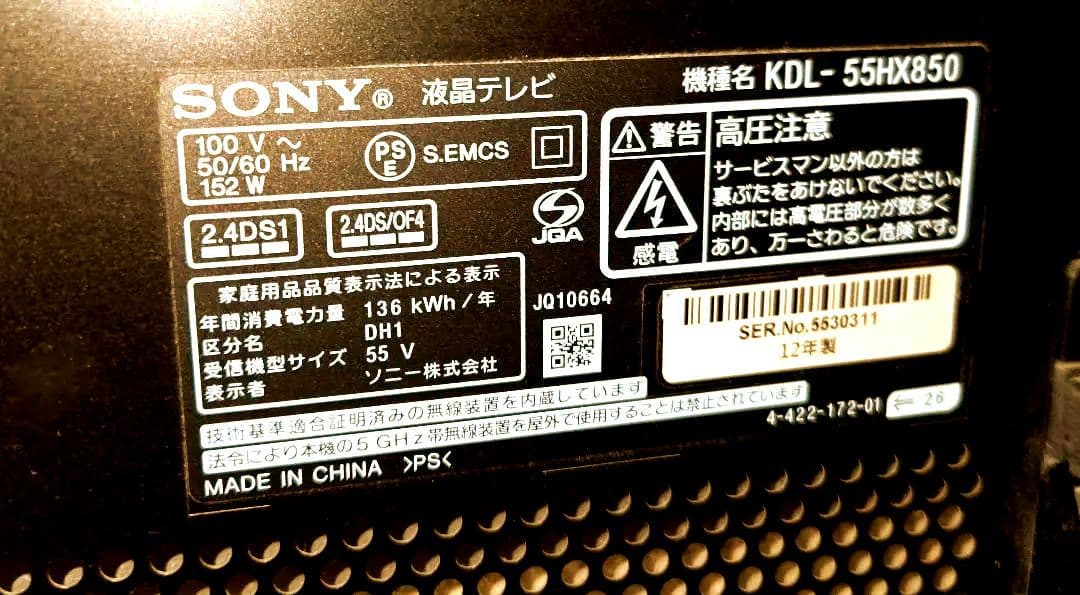 SONY® 液晶テレビ
機種名 KDL- 55HX850
100 V ～
50/60 Hz
152 W
PS
E
S.EMCS
2.4DS1
2.4DS/OF4
JQA
警告 高圧注意
感電
サービスマン以外の方は
裏ぶたをあけないでください。
内部には高電圧部分が数多く
あり、万一さわると危険です。
家庭用品品質表示法による表示
年間消費電力量 136 kWh / 年
区分名 DH1
受信機型サイズ 55 V
表示者 ソニー株式会社
JQ10664
SER.No.5530311
12年製
技術基準適合証明済みの無線装置を内蔵しています
法令により本機の5 GHz帯無線装置を屋外で使用することは禁止されています
4-422-172-01
⇐ 26
MADE IN CHINA >PS<